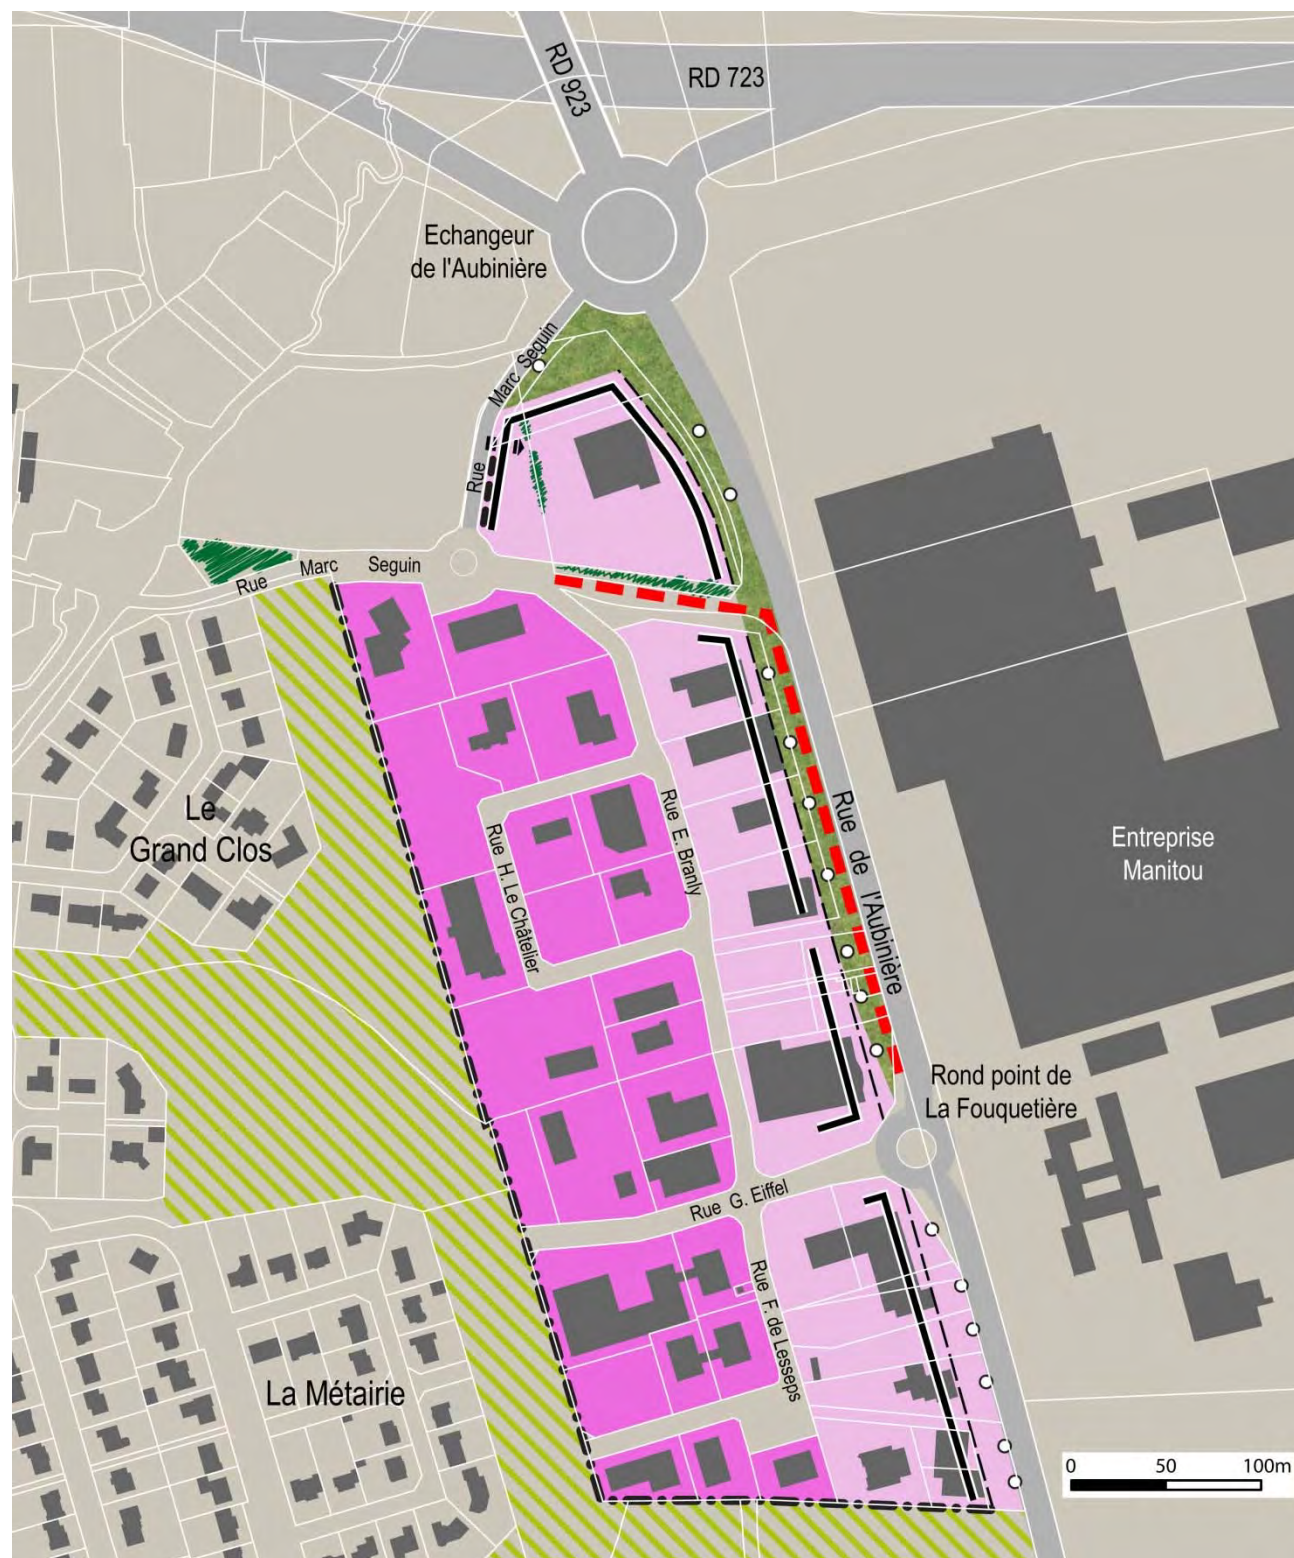 RD 923
RD 723
Echangeur
de l'Aubinière
Rue Marc Seguin
Rue Marc Seguin
Le
Grand Clos
Rue H. Le Châtelier
Rue E. Branly
Rue de l'Aubinière
Entreprise
Manitou
Rond point de
La Fouquetière
Rue G. Eiffel
Rue F. de Lesseps
La Métairie
0 50 100m